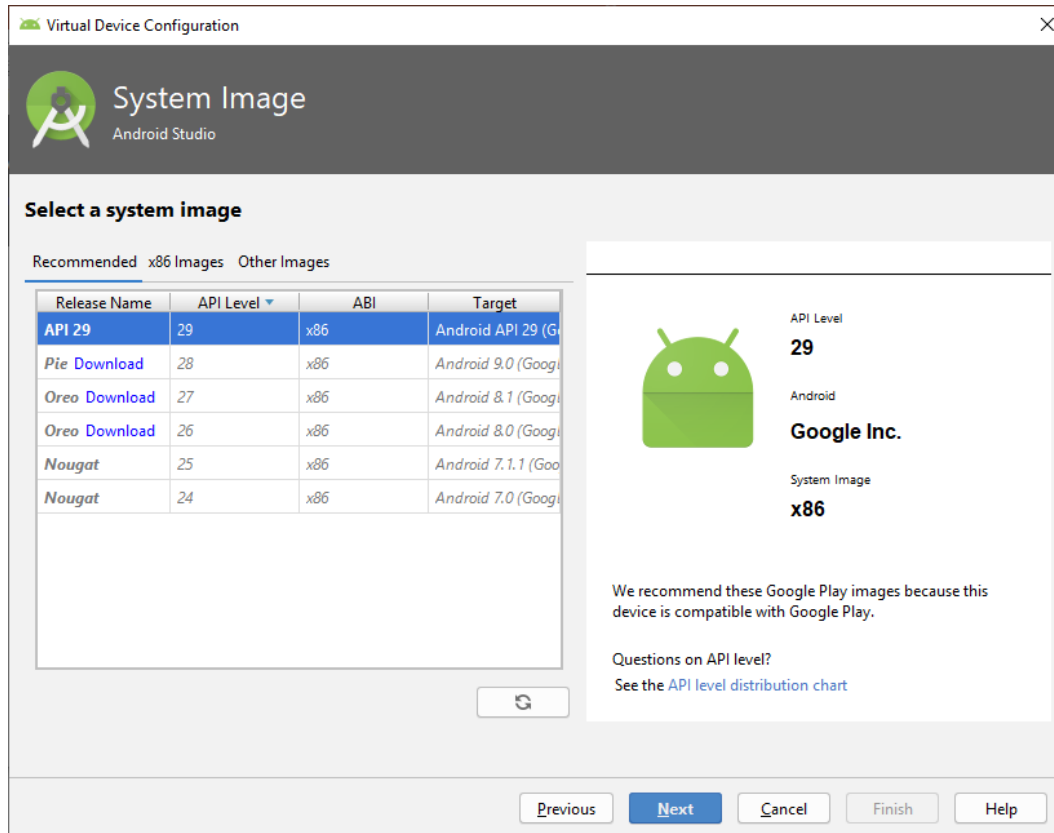 Virtual Device Configuration
System Image
Android Studio
Select a system image
Recommended x86 Images Other Images
Release Name API Level ABI Target
API 29 29 x86 Android API 29 (Go
Pie Download 28 x86 Android 9.0 (Googl
Oreo Download 27 x86 Android 8.1 (Googl
Oreo Download 26 x86 Android 8.0 (Googl
Nougat 25 x86 Android 7.1.1 (Goo
Nougat 24 x86 Android 7.0 (Googl
API Level
29
Android
Google Inc.
System Image
x86
We recommend these Google Play images because this
device is compatible with Google Play.
Questions on API level?
See the API level distribution chart
Previous Next Cancel Finish Help